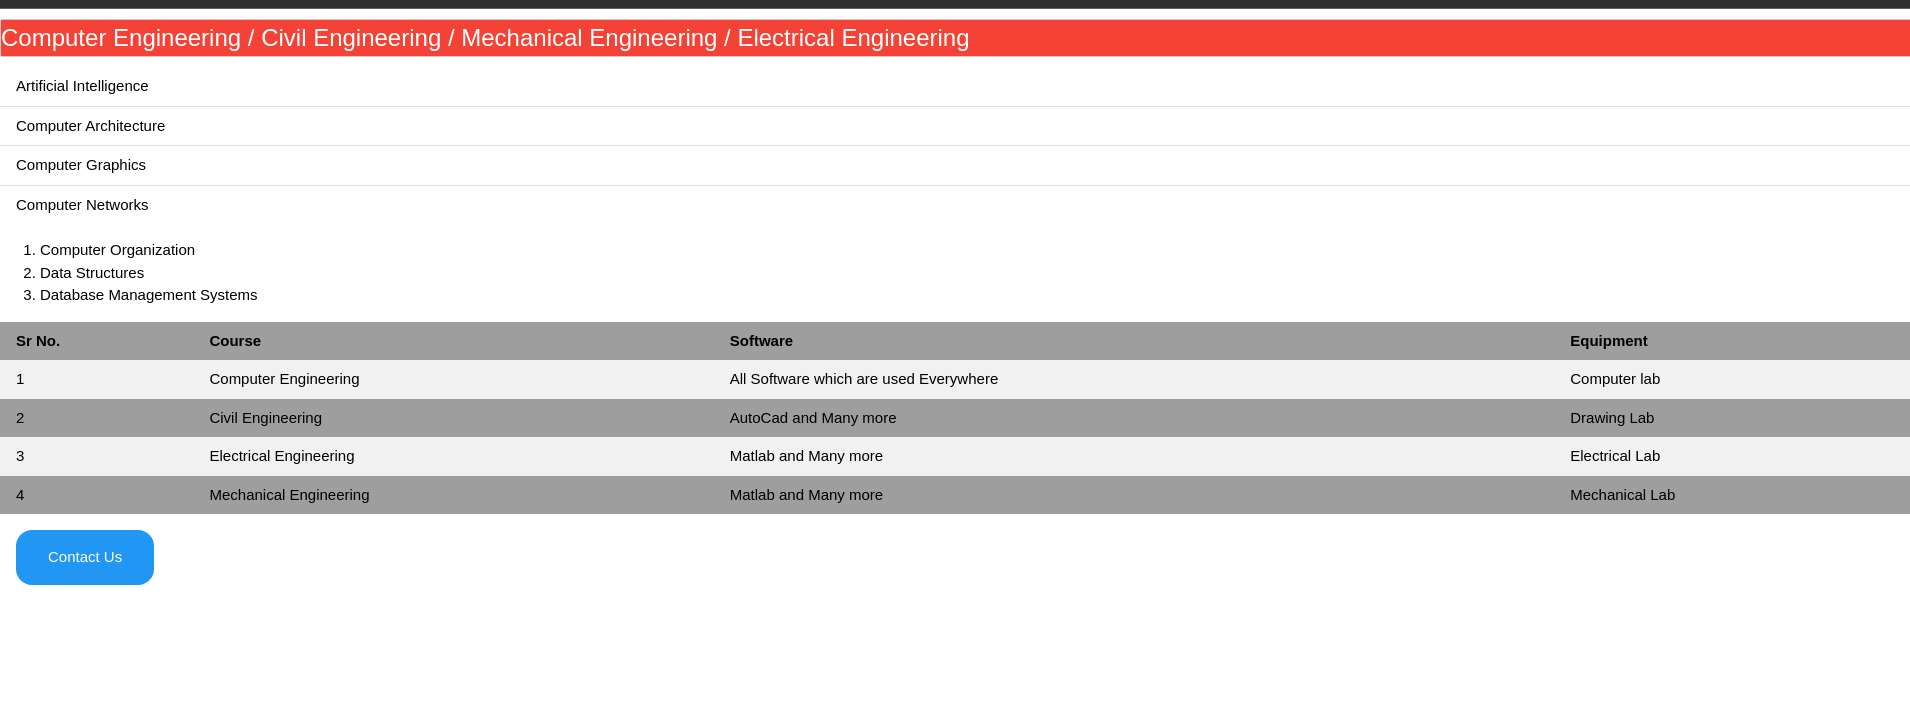 Computer Engineering / Civil Engineering / Mechanical Engineering / Electrical Engineering
Artificial Intelligence
Computer Architecture
Computer Graphics
Computer Networks
1. Computer Organization
2. Data Structures
3. Database Management Systems
Sr No. Course Software Equipment
1 Computer Engineering All Software which are used Everywhere Computer lab
2 Civil Engineering AutoCad and Many more Drawing Lab
3 Electrical Engineering Matlab and Many more Electrical Lab
4 Mechanical Engineering Matlab and Many more Mechanical Lab
Contact Us